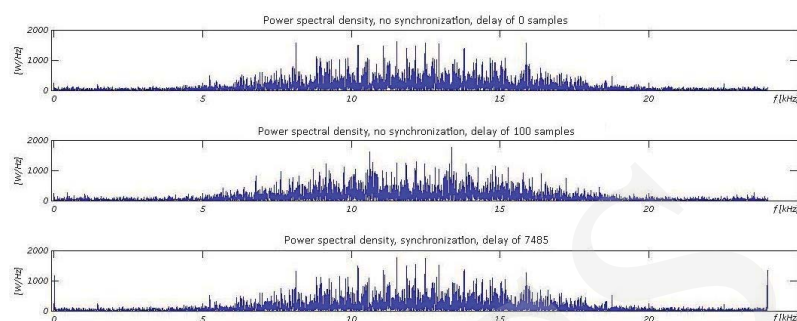 Power spectral density, no synchronization, delay of 0 samples
2000
1000
0
[W/Hz]
0 5 10 15 20 f [kHz]
Power spectral density, no synchronization, delay of 100 samples
2000
1000
0
[W/Hz]
0 5 10 15 20 f [kHz]
Power spectral density, synchronization, delay of 7485
2000
1000
0
[W/Hz]
0 5 10 15 20 f [kHz]
S